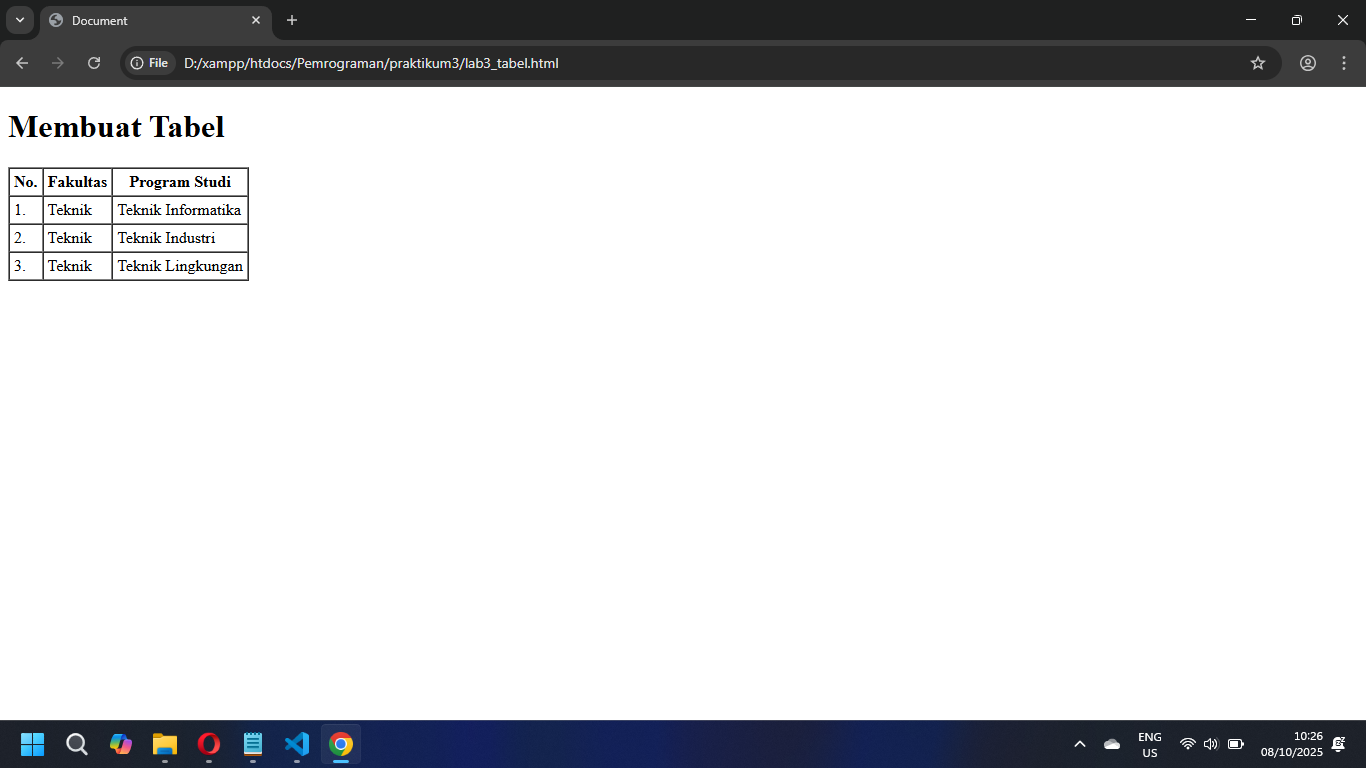 Document
File
D:/xampp/htdocs/Pemrograman/praktikum3/lab3_tabel.html
Membuat Tabel
No. Fakultas Program Studi
1. Teknik Teknik Informatika
2. Teknik Teknik Industri
3. Teknik Teknik Lingkungan
ENG
US
10:26
08/10/2025